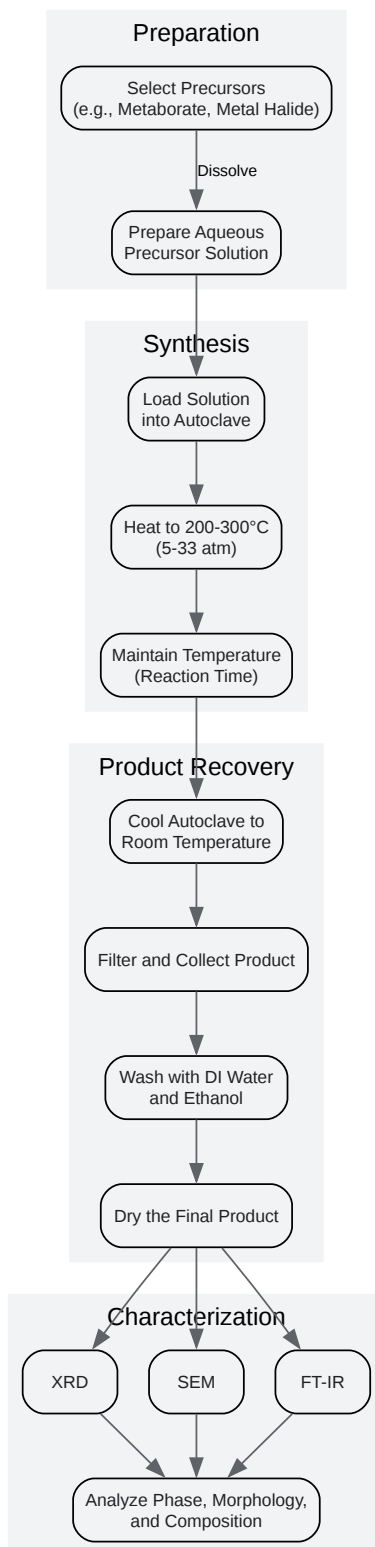 Preparation
Select Precursors
(e.g., Metaborate, Metal Halide)
Dissolve
Prepare Aqueous
Precursor Solution
Synthesis
Load Solution
into Autoclave
Heat to 200-300°C
(5-33 atm)
Maintain Temperature
(Reaction Time)
Product Recovery
Cool Autoclave to
Room Temperature
Filter and Collect Product
Wash with DI Water
and Ethanol
Dry the Final Product
Characterization
XRD
SEM
FT-IR
Analyze Phase, Morphology,
and Composition